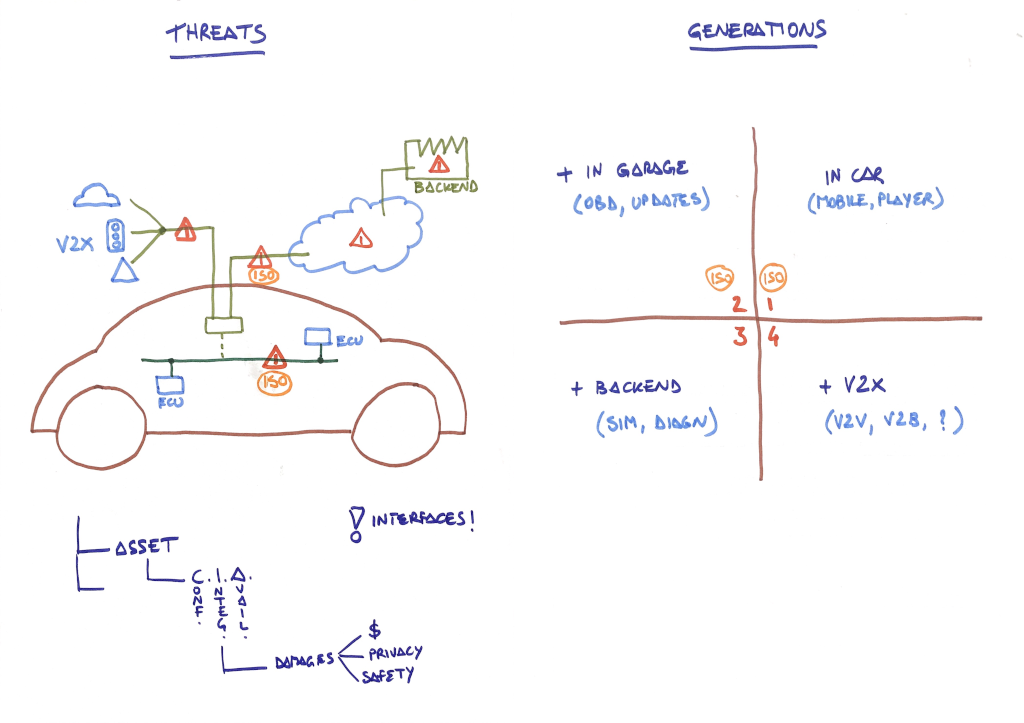 THREATS
BACKEND
V2X
ISO
ECU
ISO
ECU
! INTERFACES!
ASSET
C.I.A.
CONF.
INTEG.
AVAIL.
DAMAGES
$
PRIVACY
SAFETY
GENERATIONS
+ IN GARAGE
(OBD, UPDATES)
IN CAR
(MOBILE, PLAYER)
ISO
ISO
2
1
3
4
+ BACKEND
(SIM, DIAGN)
+ V2X
(V2V, V2B, ?)